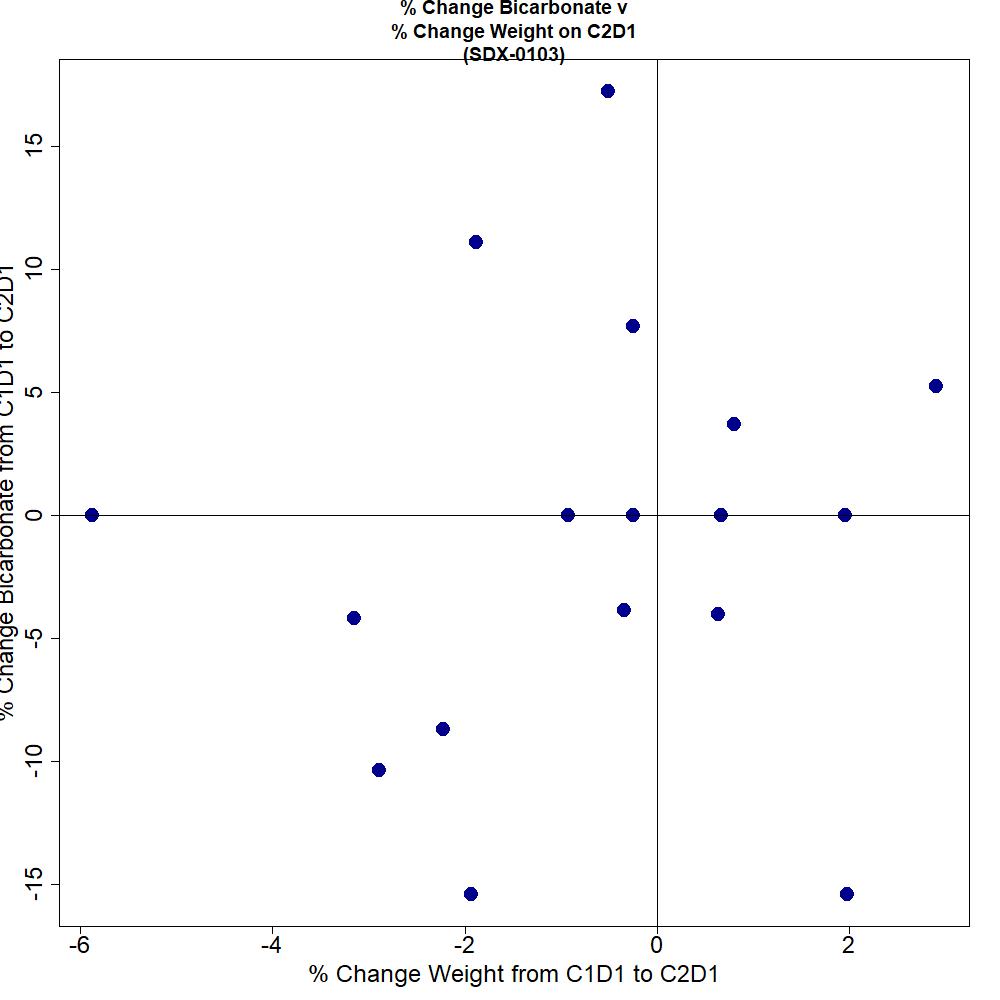 % Change Bicarbonate v
% Change Weight on C2D1
(SDX-0103)
% Change Bicarbonate from C1D1 to C2D1
15
10
5
0
-5
-10
-15
-6
-4
-2
0
2
% Change Weight from C1D1 to C2D1